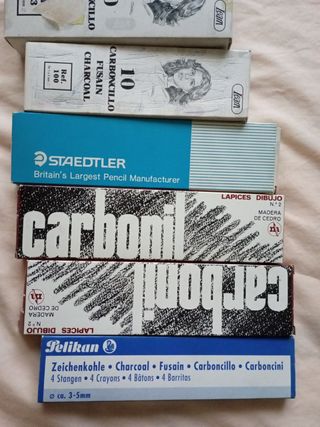 CARBONCILLO
10
CARBONCILLO
FUSAIN
CHARCOAL
Ref.
100
STAEDTLER
Britain's Largest Pencil Manufacturer
carbonil
LAPICES DIBUJO
Nº 2
MADERA
DE CEDRO
carbonil
LAPICES DIBUJO
Nº 2
MADERA
DE CEDRO
Pelikan
Zeichenkohle • Charcoal • Fusain • Carboncillo • Carboncini
4 Stangen • 4 Crayons • 4 Bâtons • 4 Barritas
ø ca. 3-5mm